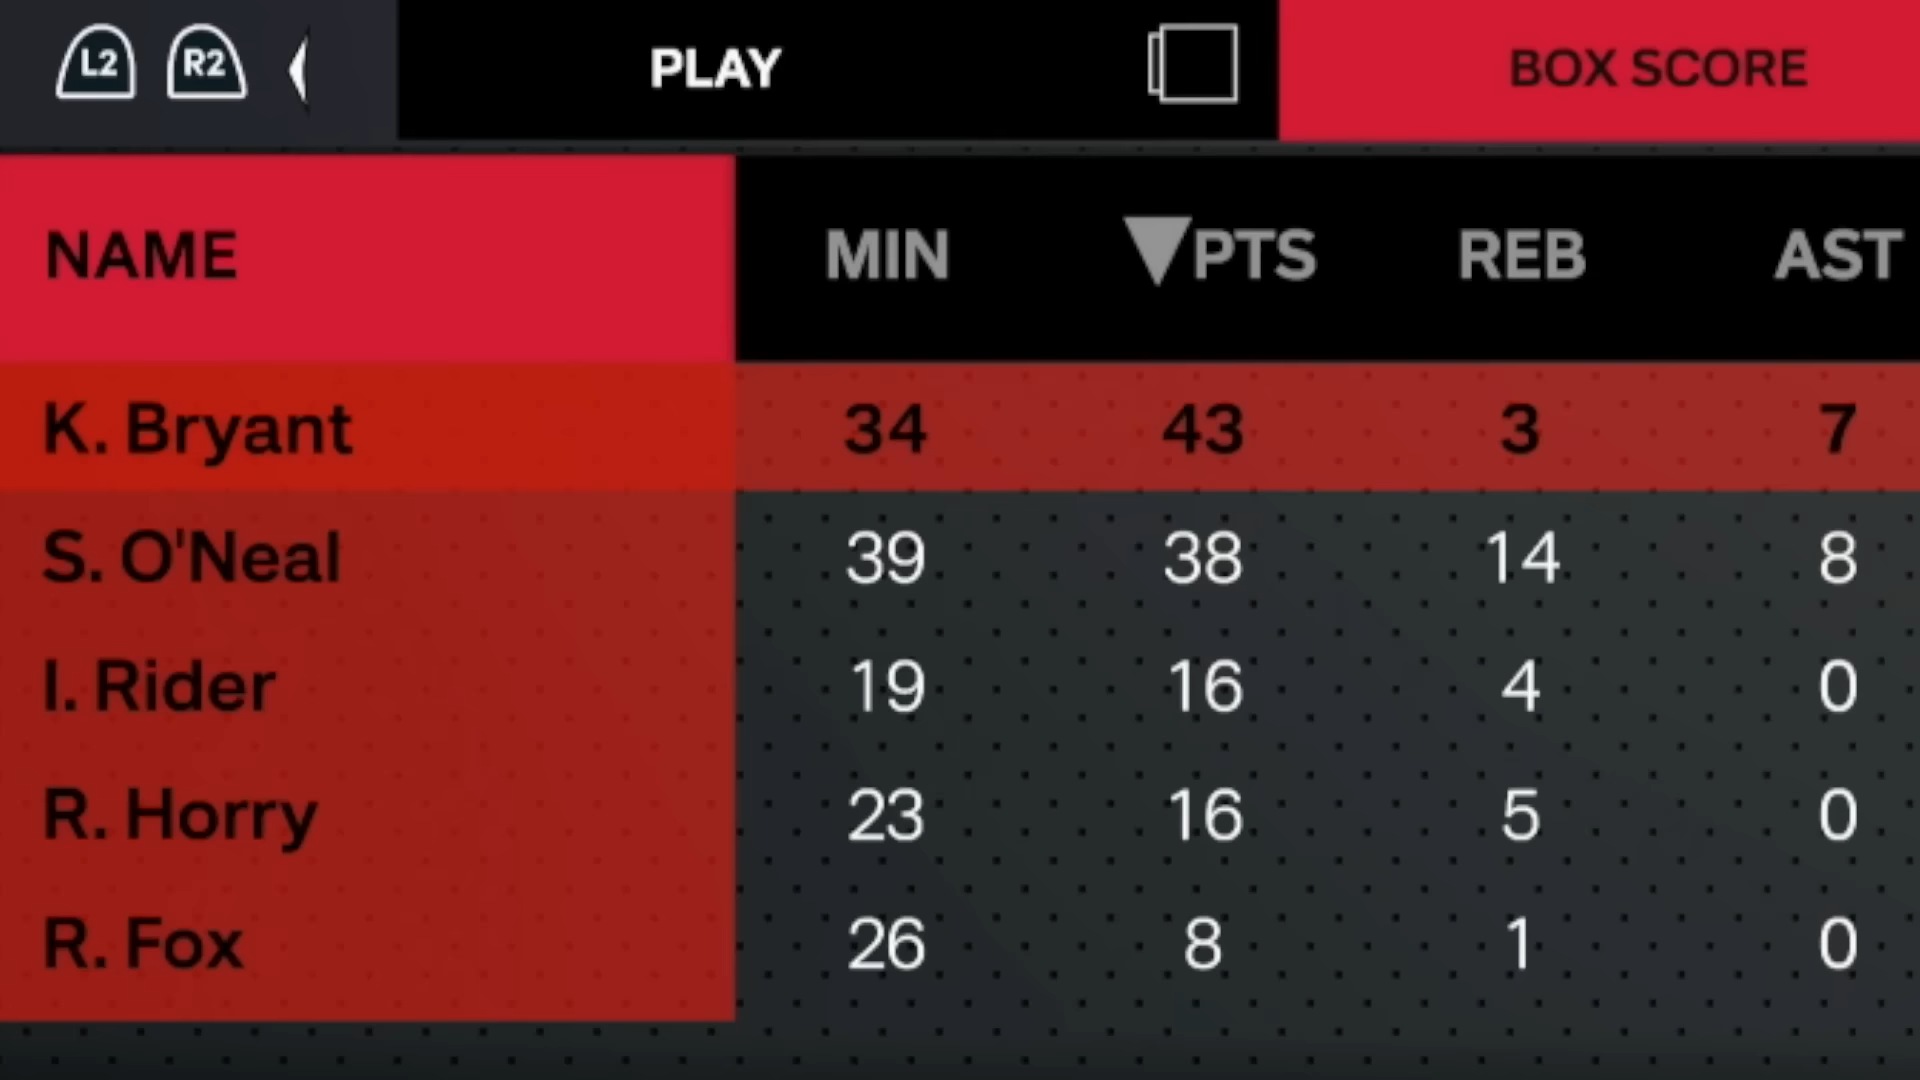 L2 R2 PLAY BOX SCORE
NAME MIN ▼PTS REB AST
K. Bryant 34 43 3 7
S. O'Neal 39 38 14 8
I. Rider 19 16 4 0
R. Horry 23 16 5 0
R. Fox 26 8 1 0